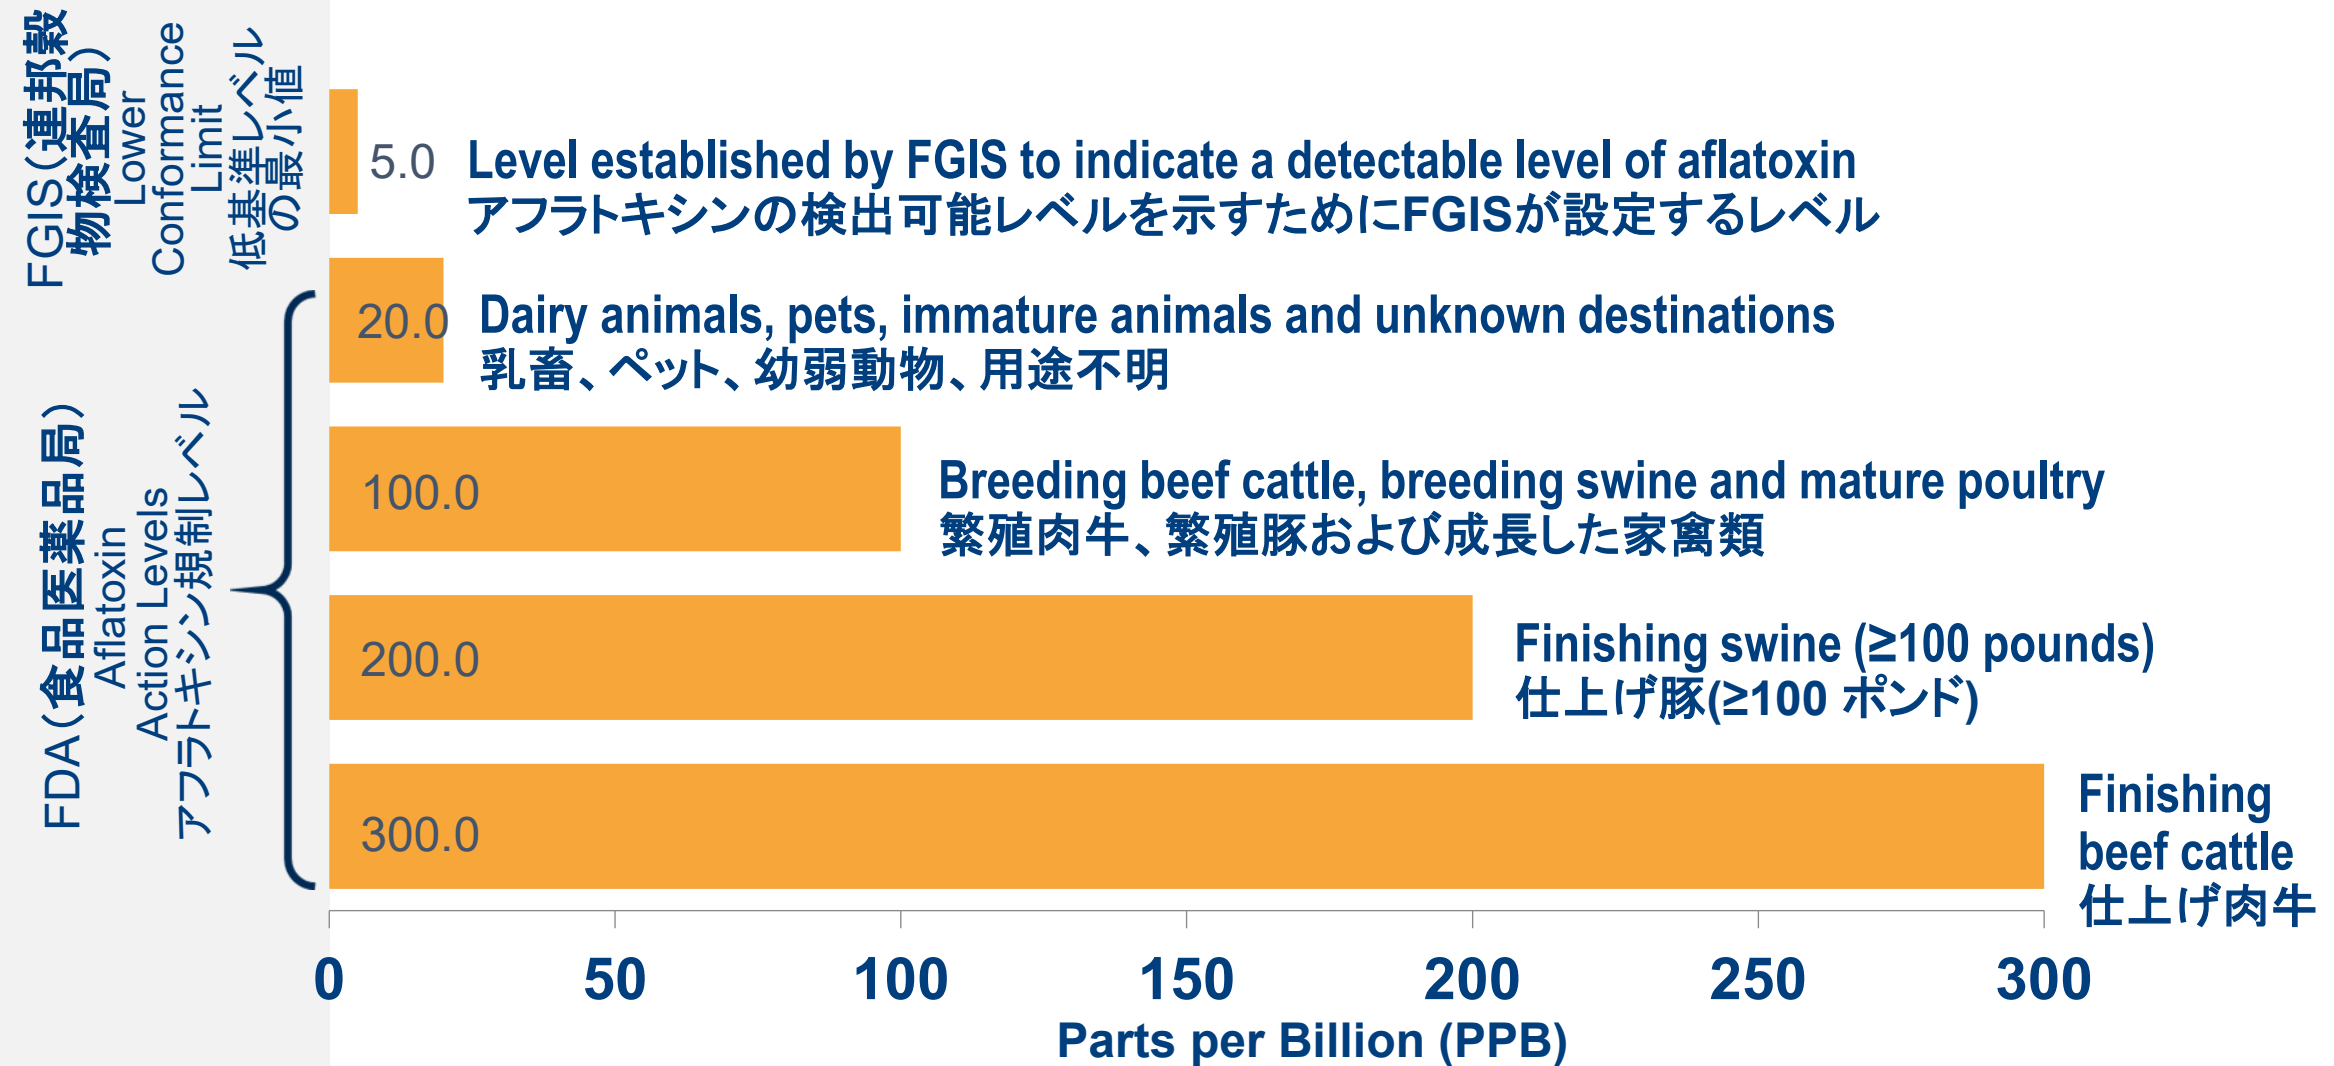 FGIS（連邦穀
物検査局）
Lower
Conformance
Limit
低基準レベル
の最小値
5.0
Level established by FGIS to indicate a detectable level of aflatoxin
アフラトキシンの検出可能レベルを示すためにFGISが設定するレベル
FDA（食品医薬品局）
Aflatoxin
Action Levels
アフラトキシン規制レベル
20.0
Dairy animals, pets, immature animals and unknown destinations
乳畜、ペット、幼弱動物、用途不明
100.0
Breeding beef cattle, breeding swine and mature poultry
繁殖肉牛、繁殖豚および成長した家禽類
200.0
Finishing swine (≥100 pounds)
仕上げ豚(≥100 ポンド)
300.0
Finishing
beef cattle
仕上げ肉牛
0 50 100 150 200 250 300
Parts per Billion (PPB)